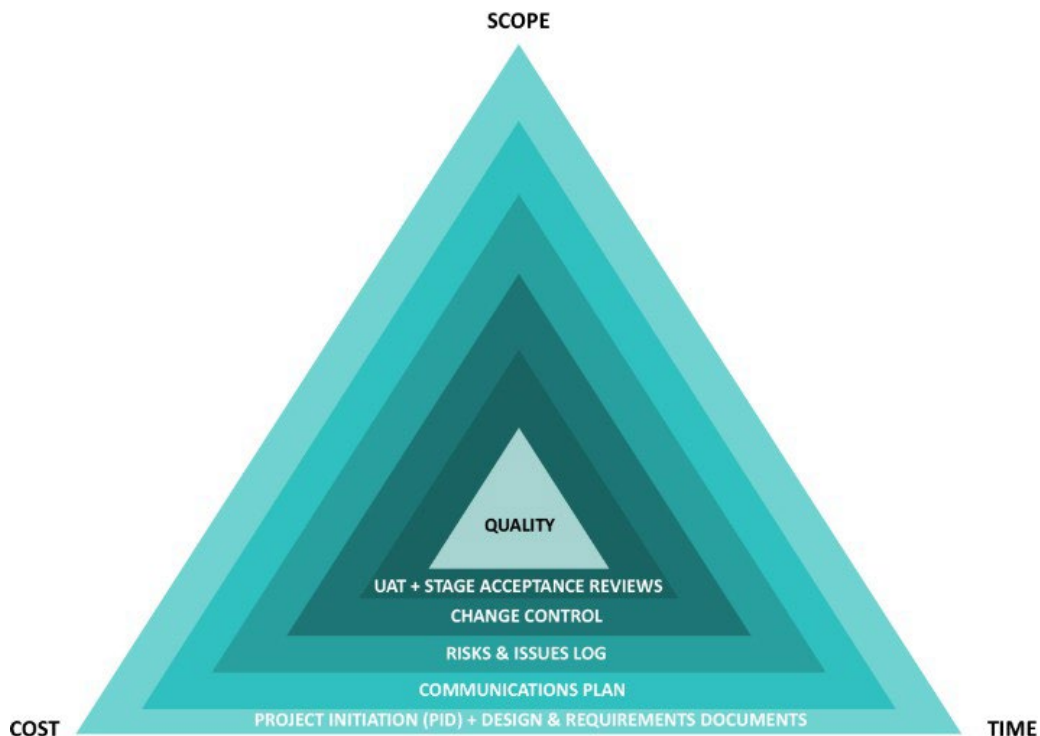 SCOPE
QUALITY
UAT + STAGE ACCEPTANCE REVIEWS
CHANGE CONTROL
RISKS & ISSUES LOG
COMMUNICATIONS PLAN
PROJECT INITIATION (PID) + DESIGN & REQUIREMENTS DOCUMENTS
COST
TIME